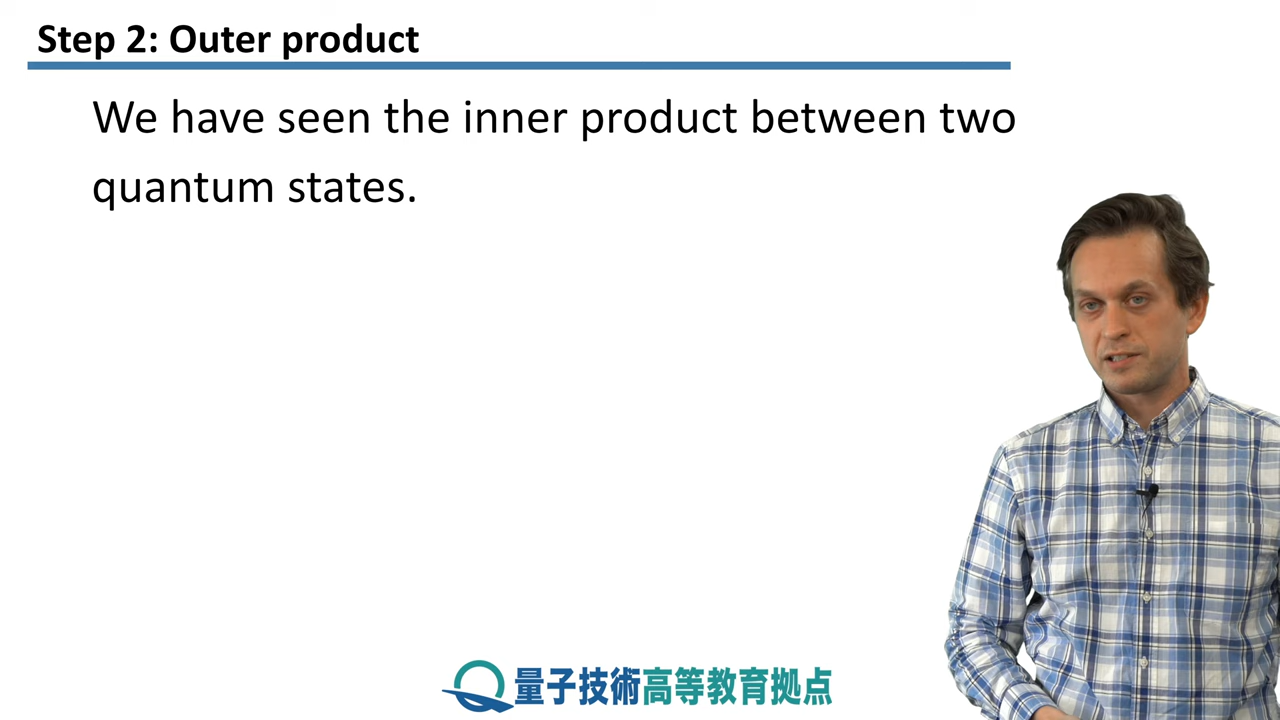 Step 2: Outer product
We have seen the inner product between two
quantum states.
量子技術高等教育拠点